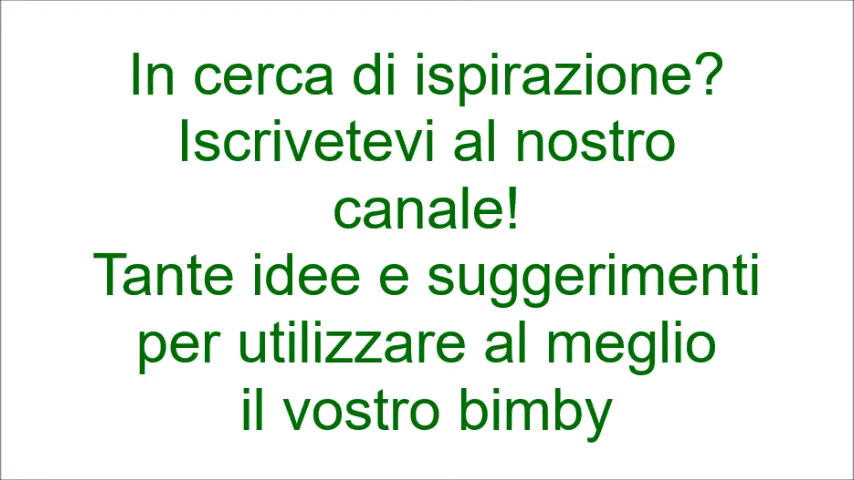 In cerca di ispirazione?
Iscrivetevi al nostro
canale!
Tante idee e suggerimenti
per utilizzare al meglio
il vostro bimby